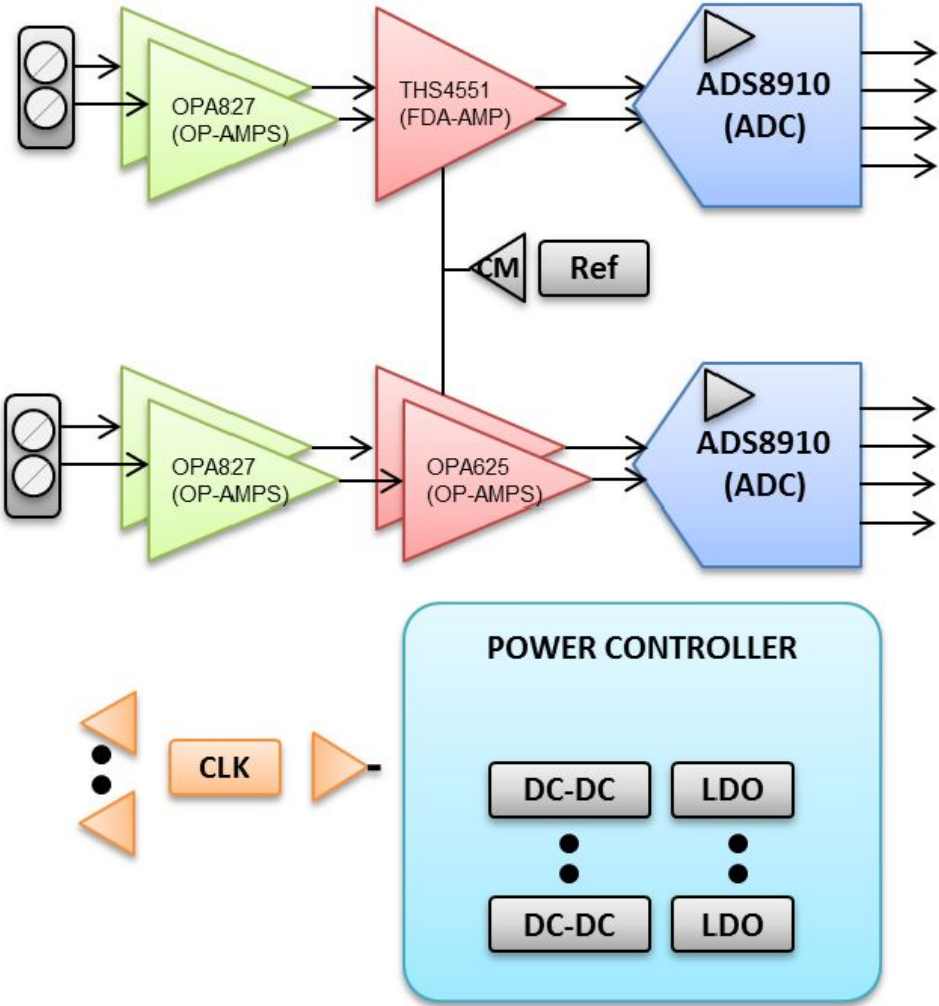 OPA827
(OP-AMPS)
THS4551
(FDA-AMP)
ADS8910
(ADC)
CM
Ref
OPA827
(OP-AMPS)
OPA625
(OP-AMPS)
ADS8910
(ADC)
POWER CONTROLLER
CLK
DC-DC
LDO
DC-DC
LDO